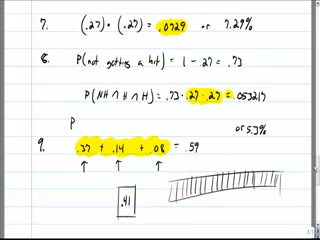 7. (.27) · (.27) = .0729 or 7.29%
8. P(not getting a hit) = 1 - .27 = .73
P(NH ∩ H ∩ H) = .73 · .27 · .27 = .053217
P
or 5.3%
9. .37 + .14 + .08 = .59
.41